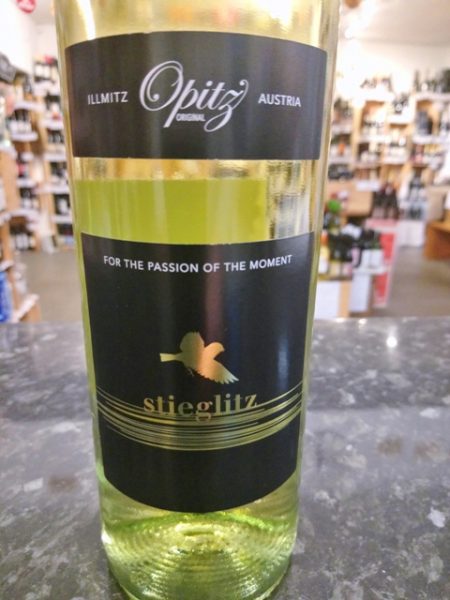 ILLMITZ Opitz AUSTRIA
ORIGINAL
FOR THE PASSION OF THE MOMENT
stieglitz